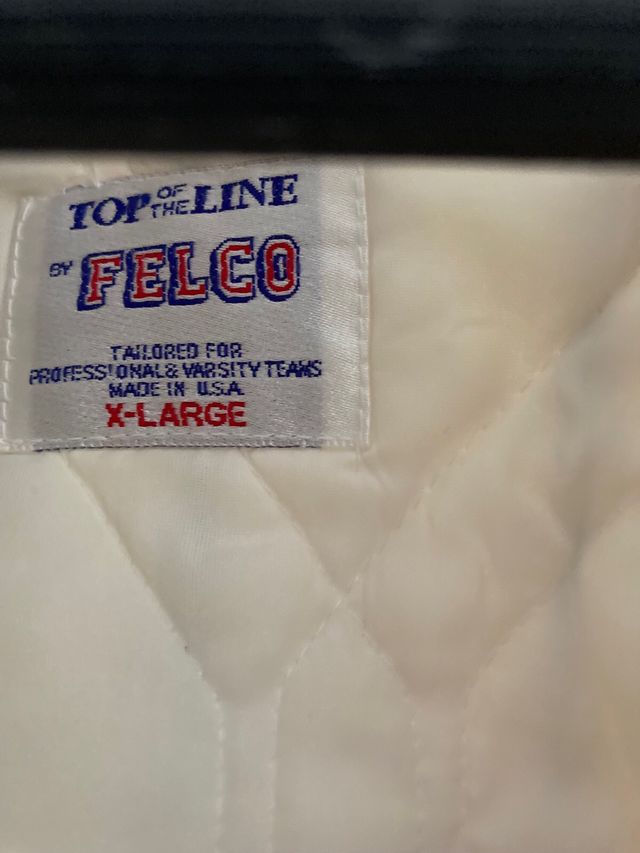 TOP OF THE LINE
BY FELCO
TAILORED FOR
PROFESSIONAL & VARSITY TEAMS
MADE IN U.S.A.
X-LARGE